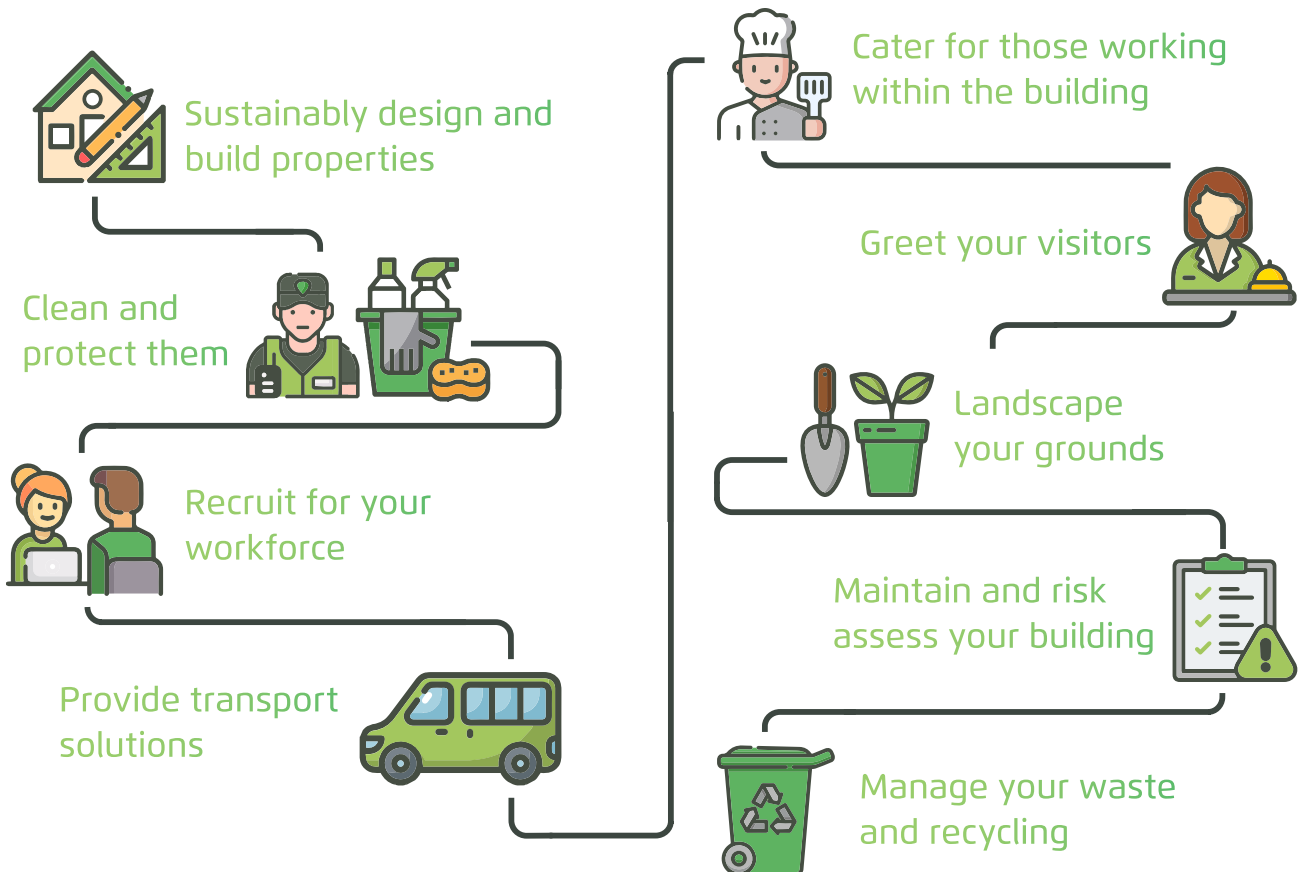 Sustainably design and
build properties
Clean and
protect them
Recruit for your
workforce
Provide transport
solutions
Cater for those working
within the building
Greet your visitors
Landscape
your grounds
Maintain and risk
assess your building
Manage your waste
and recycling